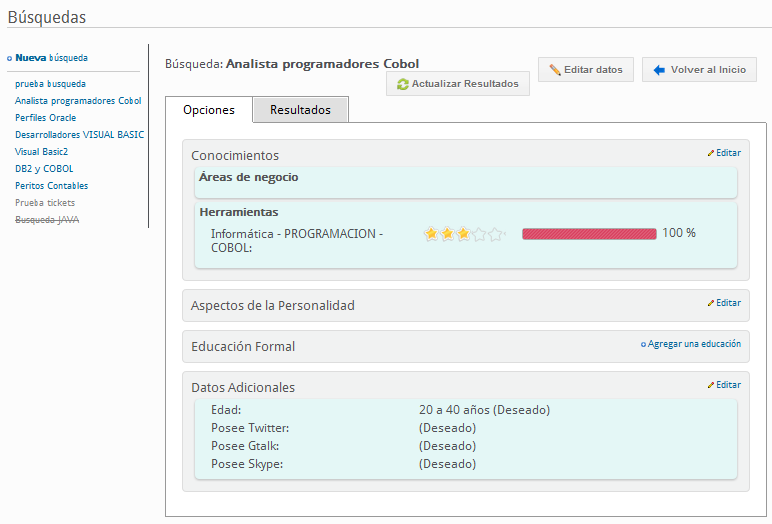 Búsquedas
Nueva búsqueda
prueba busqueda
Analista programadores Cobol
Perfiles Oracle
Desarrolladores VISUAL BASIC
Visual Basic2
DB2 y COBOL
Peritos Contables
Prueba tickets
Busqueda JAVA
Búsqueda: Analista programadores Cobol
Actualizar Resultados
Editar datos
Volver al Inicio
Opciones
Resultados
Conocimientos
Editar
Áreas de negocio
Herramientas
Informática - PROGRAMACION -
COBOL:
100 %
Aspectos de la Personalidad
Editar
Educación Formal
Agregar una educación
Datos Adicionales
Editar
Edad: 20 a 40 años (Deseado)
Posee Twitter: (Deseado)
Posee Gtalk: (Deseado)
Posee Skype: (Deseado)